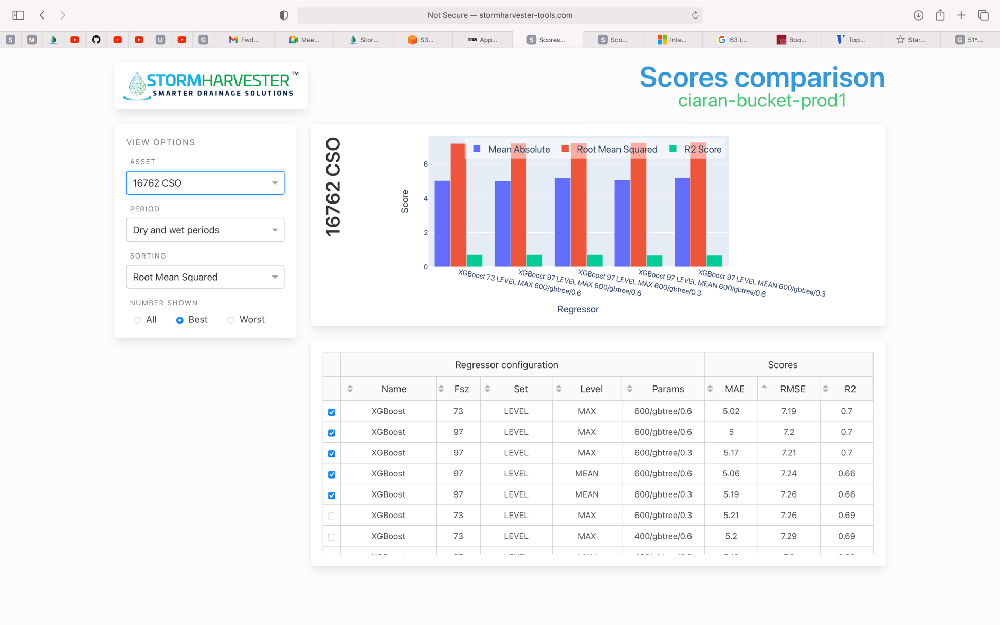 Not Secure — stormharvester-tools.com
S
M
U
G
Fwd...
Mee...
Stor...
S3...
BBC App...
S Scores...
S Sco...
Inte...
63 t...
63 Boo...
Top...
Star...
G 51°...
STORMHARVESTER™
SMARTER DRAINAGE SOLUTIONS
Scores comparison
ciaran-bucket-prod1
VIEW OPTIONS
ASSET
16762 CSO
PERIOD
Dry and wet periods
SORTING
Root Mean Squared
NUMBER SHOWN
All Best Worst
16762 CSO
Mean Absolute Root Mean Squared R2 Score
Score
6
4
2
0
XGBoost 73 LEVEL MAX 600/gbtree/0.6
XGBoost 97 LEVEL MAX 600/gbtree/0.6
XGBoost 97 LEVEL MAX 600/gbtree/0.3
XGBoost 97 LEVEL MEAN 600/gbtree/0.6
XGBoost 97 LEVEL MEAN 600/gbtree/0.3
Regressor
Regressor configuration Scores
Name Fsz Set Level Params MAE RMSE R2
XGBoost 73 LEVEL MAX 600/gbtree/0.6 5.02 7.19 0.7
XGBoost 97 LEVEL MAX 600/gbtree/0.6 5 7.2 0.7
XGBoost 97 LEVEL MAX 600/gbtree/0.3 5.17 7.21 0.7
XGBoost 97 LEVEL MEAN 600/gbtree/0.6 5.06 7.24 0.66
XGBoost 97 LEVEL MEAN 600/gbtree/0.3 5.19 7.26 0.66
XGBoost 73 LEVEL MAX 600/gbtree/0.3 5.21 7.26 0.69
XGBoost 73 LEVEL MAX 400/gbtree/0.6 5.2 7.29 0.69